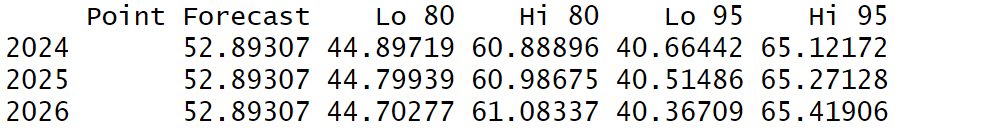 Point Forecast Lo 80 Hi 80 Lo 95 Hi 95
2024 52.89307 44.89719 60.88896 40.66442 65.12172
2025 52.89307 44.79939 60.98675 40.51486 65.27128
2026 52.89307 44.70277 61.08337 40.36709 65.41906